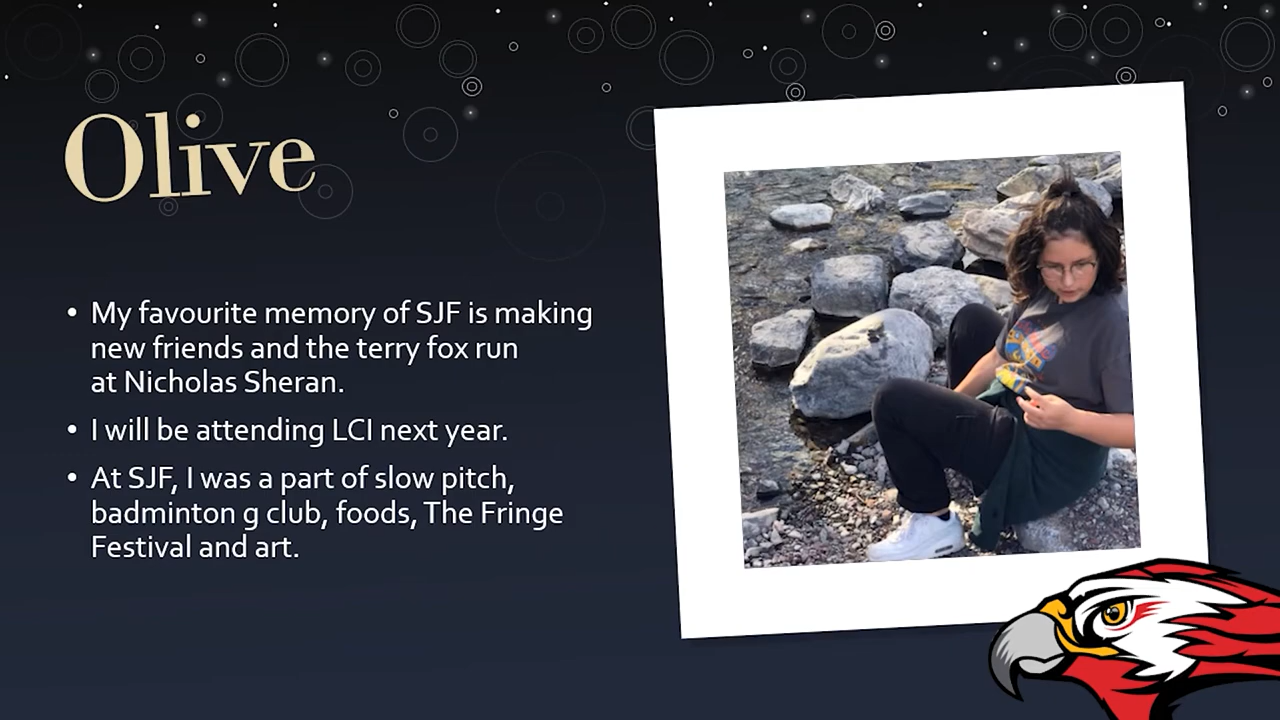 Olive
• My favourite memory of SJF is making
new friends and the terry fox run
at Nicholas Sheran.
• I will be attending LCI next year.
• At SJF, I was a part of slow pitch,
badminton g club, foods, The Fringe
Festival and art.